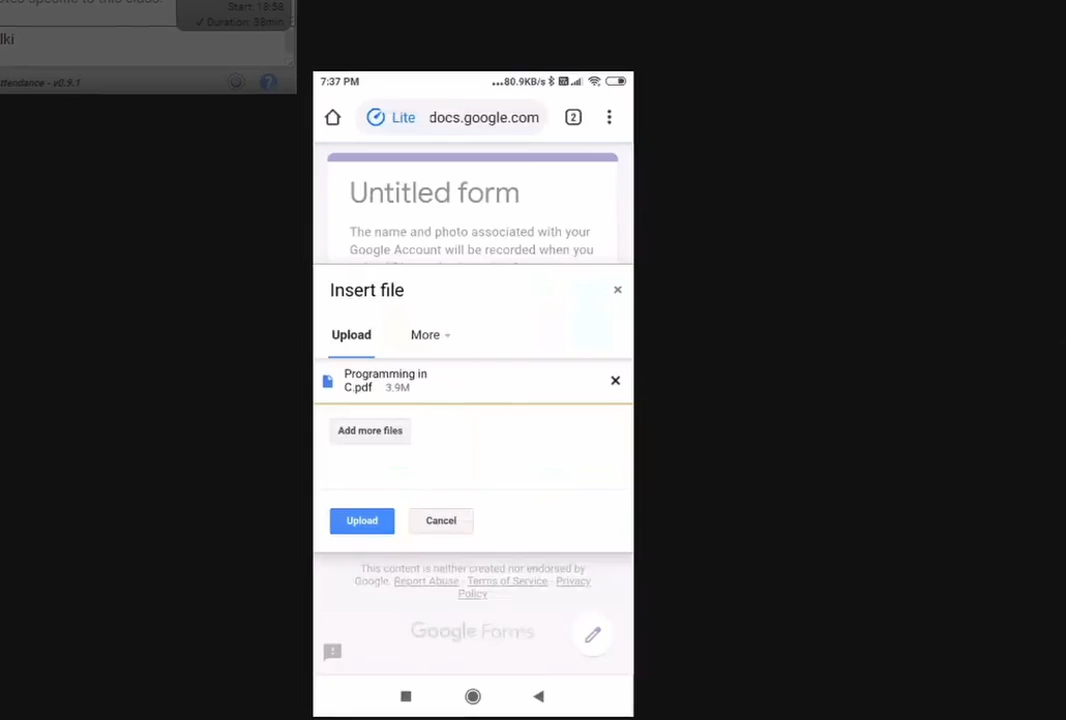 Start: 18:58
✓ Duration: 38min
lki
ttendance - v0.9.1
7:37 PM
...80.9KB/s
Lite docs.google.com
2
Untitled form
The name and photo associated with your
Google Account will be recorded when you
Insert file
×
Upload More
Programming in
C.pdf 3.9M
Add more files
Upload Cancel
This content is neither created nor endorsed by
Google. Report Abuse - Terms of Service - Privacy
Policy
Google Forms